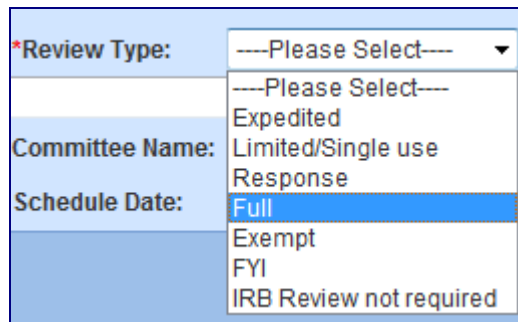 *Review Type: ----Please Select----
----Please Select----
Expedited
Committee Name: Limited/Single use
Response
Schedule Date: Full
Exempt
FYI
IRB Review not required